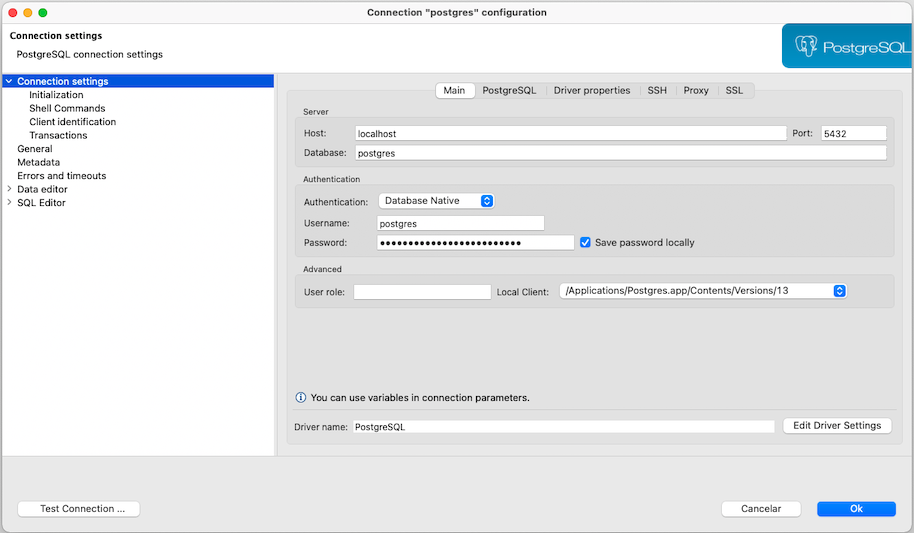 Connection "postgres" configuration
Connection settings
PostgreSQL connection settings
PostgreSQL
Connection settings
Initialization
Shell Commands
Client identification
Transactions
General
Metadata
Errors and timeouts
Data editor
SQL Editor
Main PostgreSQL Driver properties SSH Proxy SSL
Server
Host: localhost Port: 5432
Database: postgres
Authentication
Authentication: Database Native
Username: postgres
Password: ••••••••••••••••••••••••• Save password locally
Advanced
User role: Local Client: /Applications/Postgres.app/Contents/Versions/13
You can use variables in connection parameters.
Driver name: PostgreSQL Edit Driver Settings
Test Connection ... Cancelar Ok